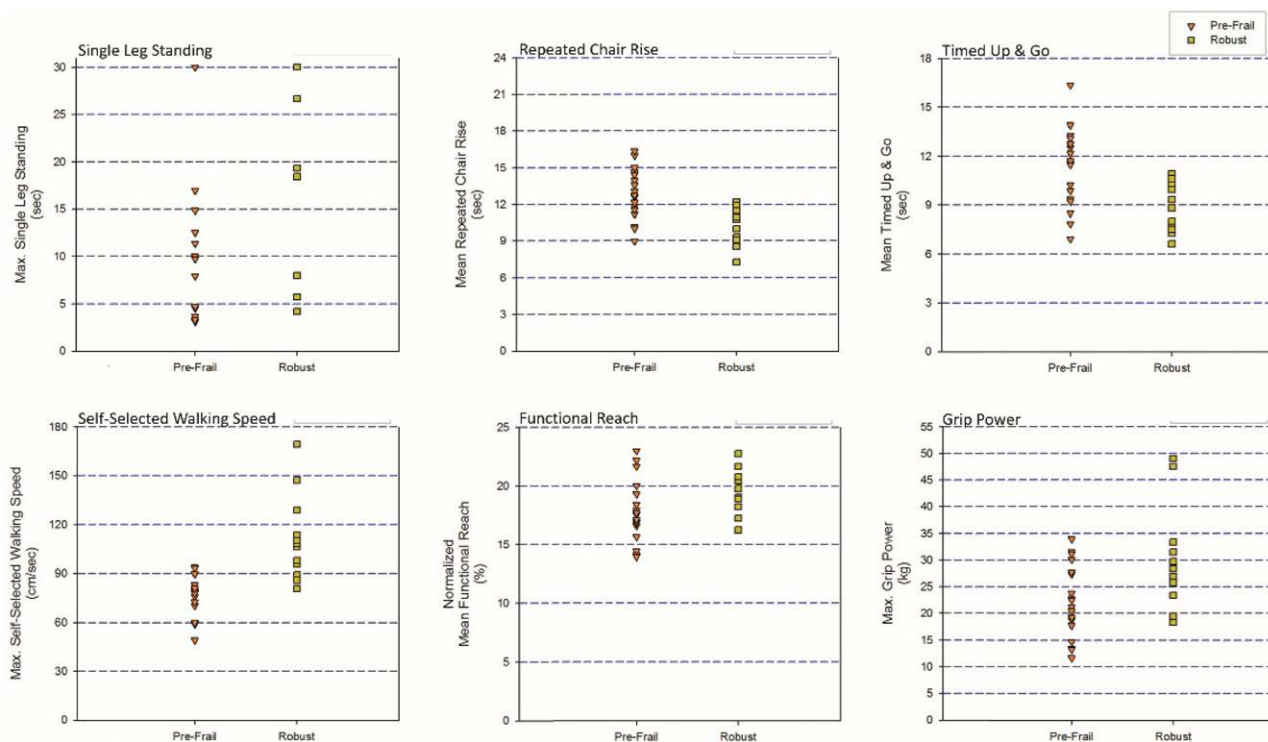 Pre-Frail
Robust
Single Leg Standing
30
25
20
15
10
5
0
Max. Single Leg Standing
(sec)
Pre-Frail
Robust
Repeated Chair Rise
24
21
18
15
12
9
6
3
0
Mean Repeated Chair Rise
(sec)
Pre-Frail
Robust
Timed Up & Go
18
15
12
9
6
3
0
Mean Timed Up & Go
(sec)
Pre-Frail
Robust
Self-Selected Walking Speed
180
150
120
90
60
30
0
Max. Self-Selected Walking Speed
(cm/sec)
Pre-Frail
Robust
Functional Reach
25
20
15
10
5
0
Normalized
Mean Functional Reach
(%)
Pre-Frail
Robust
Grip Power
55
50
45
40
35
30
25
20
15
10
5
0
Max. Grip Power
(kg)
Pre-Frail
Robust